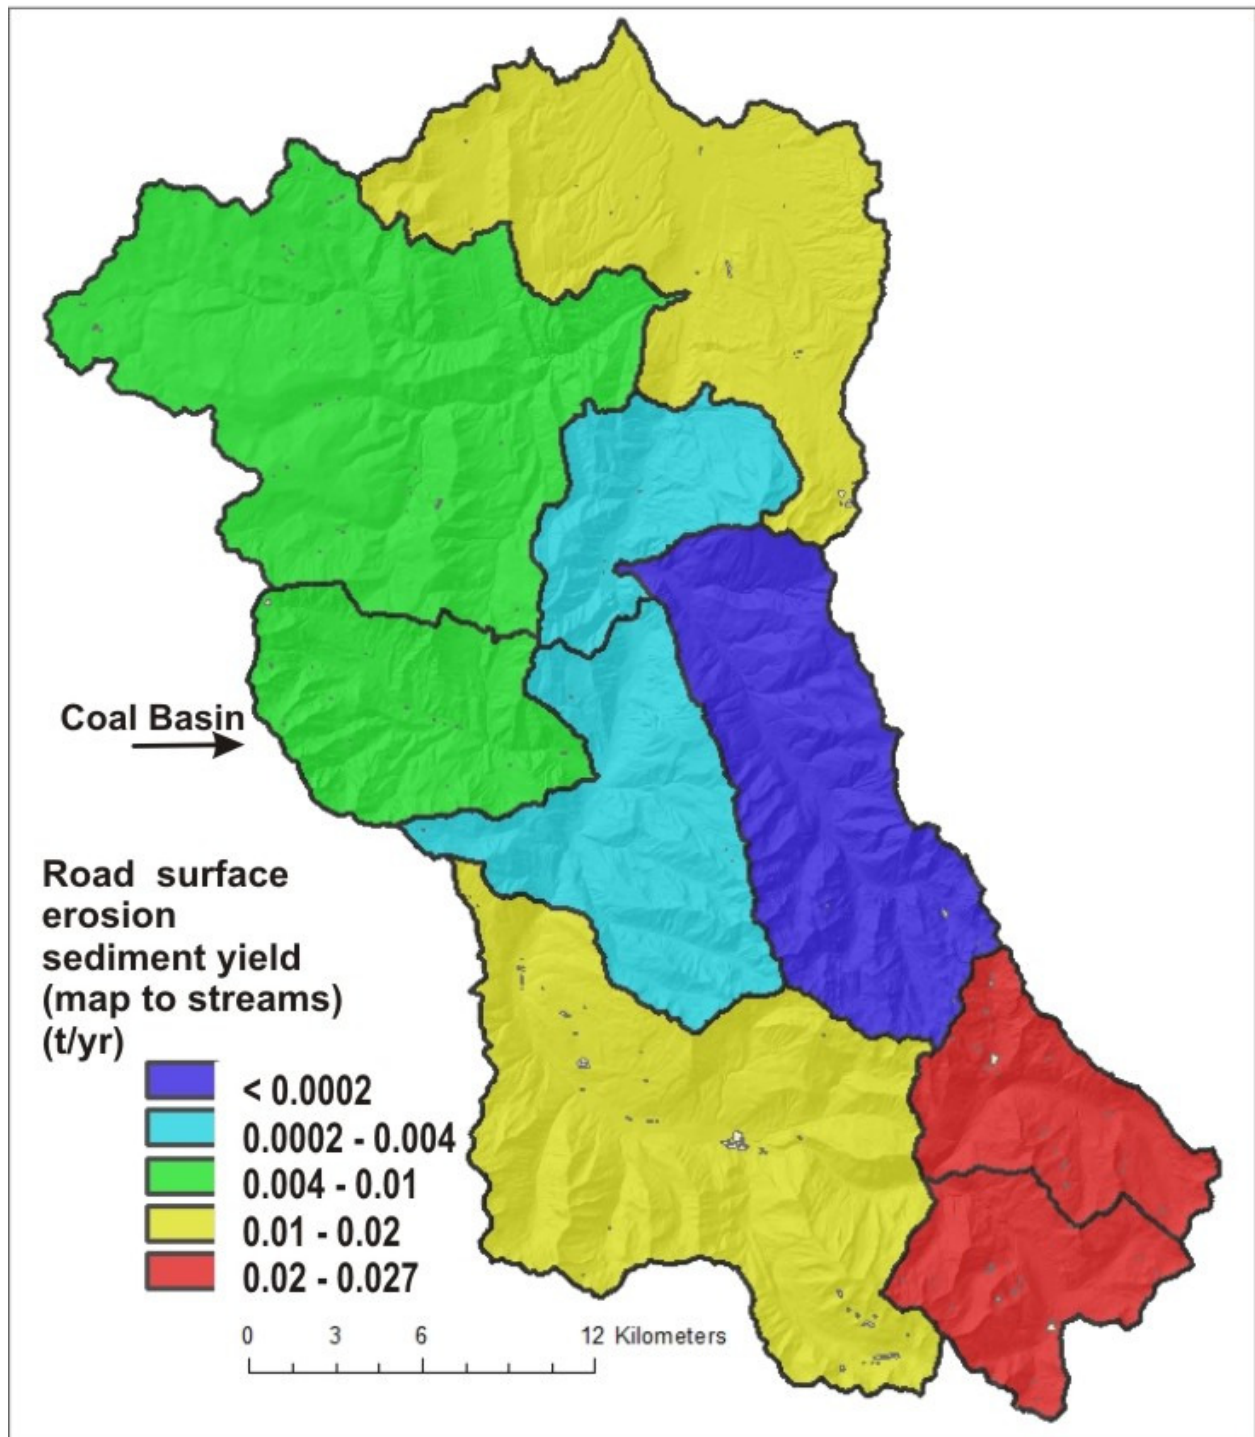 Coal Basin
Road surface
erosion
sediment yield
(map to streams)
(t/yr)
< 0.0002
0.0002 - 0.004
0.004 - 0.01
0.01 - 0.02
0.02 - 0.027
0 3 6 12 Kilometers